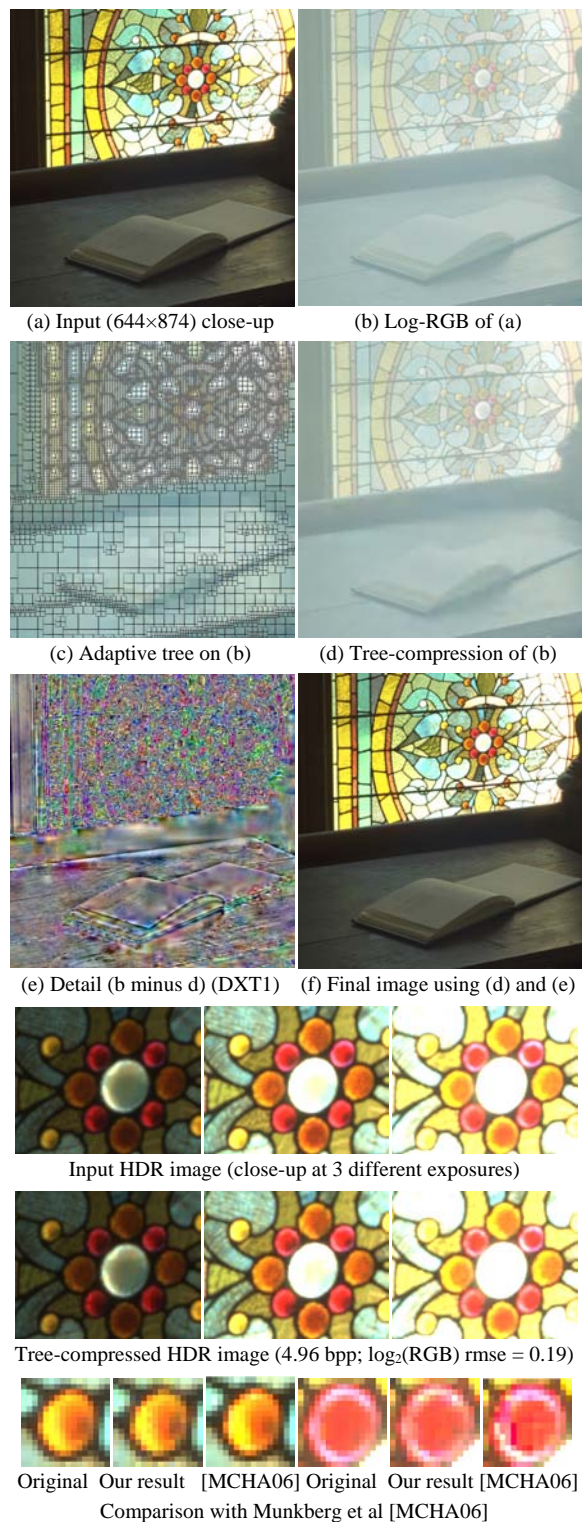 (a) Input (644×874) close-up (b) Log-RGB of (a)
(c) Adaptive tree on (b) (d) Tree-compression of (b)
(e) Detail (b minus d) (DXT1) (f) Final image using (d) and (e)
Input HDR image (close-up at 3 different exposures)
Tree-compressed HDR image (4.96 bpp; log₂(RGB) rmse = 0.19)
Original Our result [MCHA06] Original Our result [MCHA06]
Comparison with Munkberg et al [MCHA06]